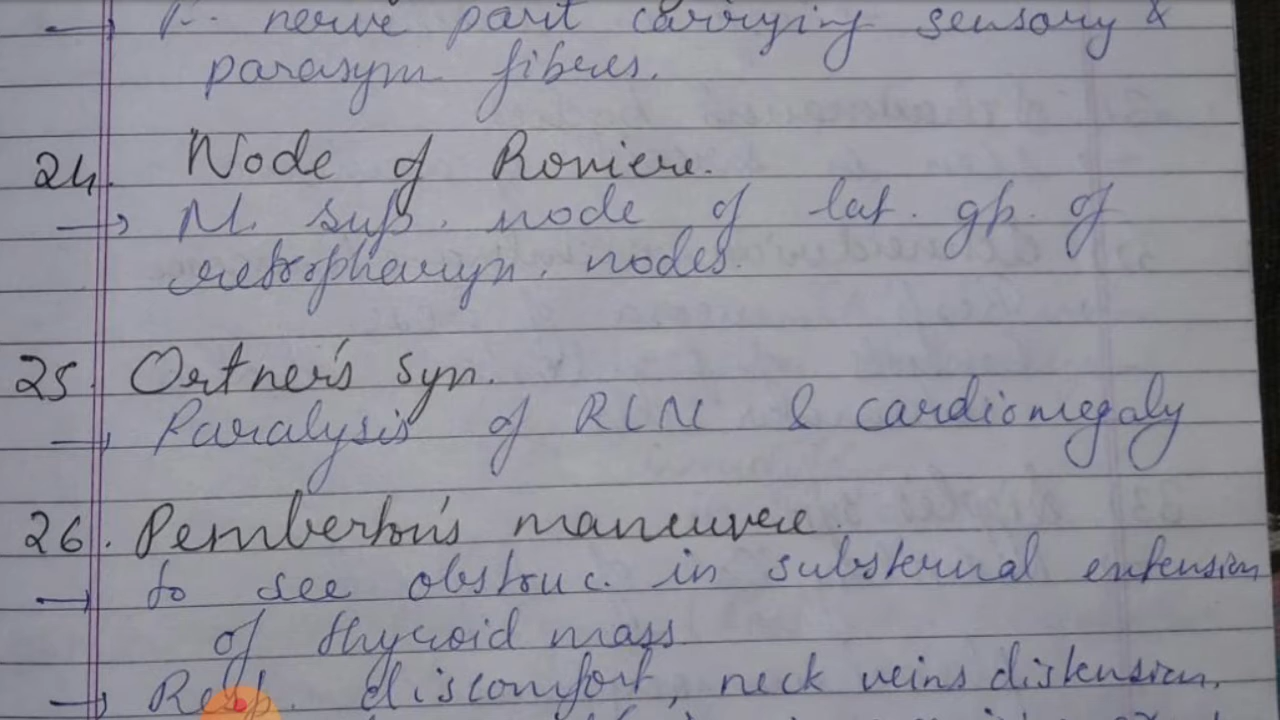 → nerve part carrying sensory &
parasym fibres.
24. Node of Roviere.
→ M. sup. node of lat. gp. of
retropharyn. nodes.
25. Ortner's syn.
→ Paralysis of RLN & cardiomegaly
26. Pemberton's maneuvere.
→ to see obstruc. in substernal extension
of thyroid mass
→ Resp. discomfort, neck veins distension.